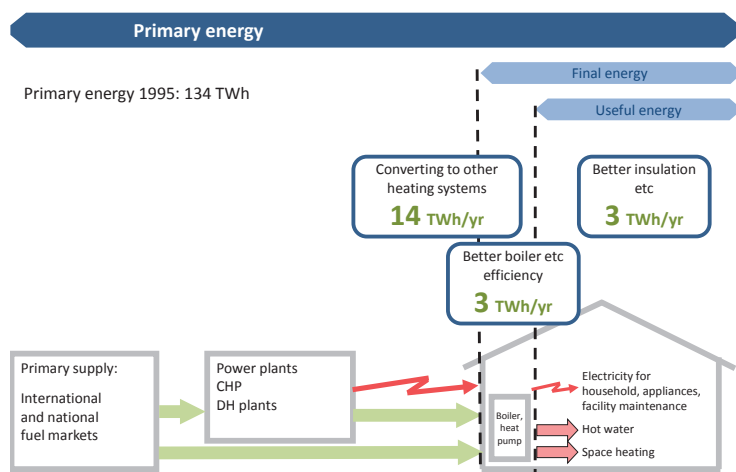 Primary energy
Final energy
Primary energy 1995: 134 TWh
Useful energy
Converting to other
heating systems
14 TWh/yr
Better insulation
etc
3 TWh/yr
Better boiler etc
efficiency
3 TWh/yr
Primary supply:
International
and national
fuel markets
Power plants
CHP
DH plants
Boiler,
heat
pump
Electricity for
household, appliances,
facility maintenance
Hot water
Space heating